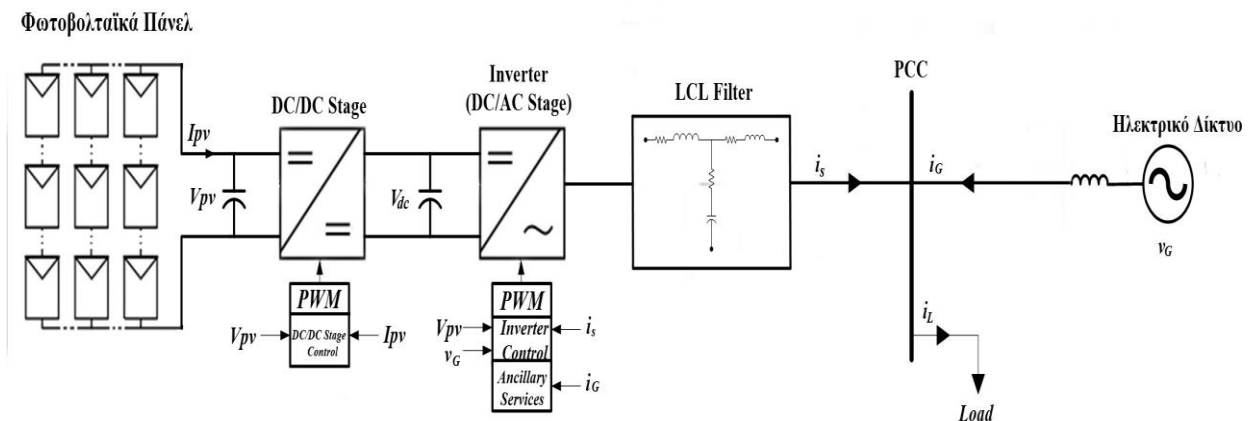 Φωτοβολταϊκά Πάνελ
Ipv
Vpv
DC/DC Stage
PWM
DC/DC Stage
Control
Vpv
Ipv
Vdc
Inverter
(DC/AC Stage)
PWM
Inverter
Control
Ancillary
Services
Vpv
vG
is
iG
LCL Filter
is
PCC
iG
iL
Load
Ηλεκτρικό Δίκτυο
vG